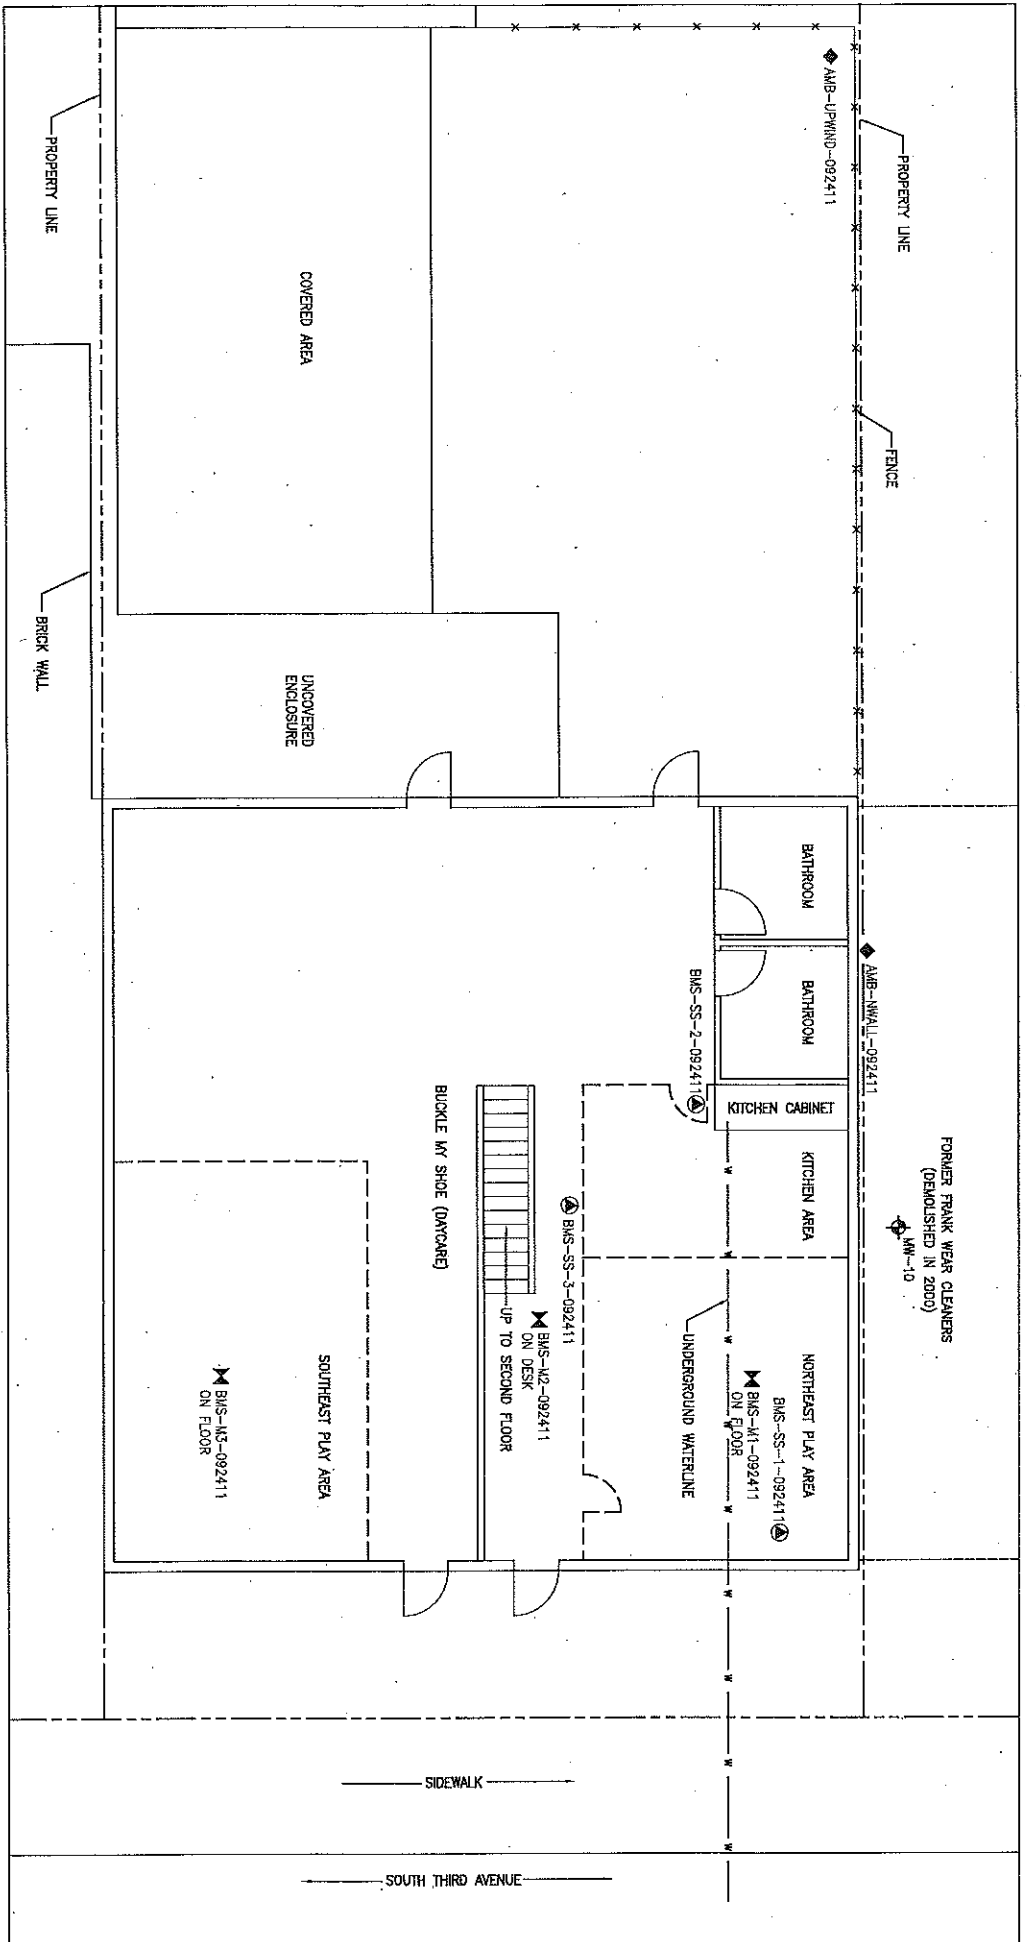 PROPERTY LINE
AMB-UPWIND-092411
FENCE
COVERED AREA
PROPERTY LINE
BRICK WALL
UNCOVERED
ENCLOSURE
FORMER FRANK WEAR CLEANERS
(DEMOLISHED IN 2000)
MW-10
AMB-NWALL-092411
BATHROOM
BATHROOM
KITCHEN CABINET
KITCHEN AREA
NORTHEAST PLAY AREA
BMS-SS-1-092411
BMS-M1-092411
ON FLOOR
BMS-SS-2-092411
UNDERGROUND WATERLINE
W
W
W
W
W
W
W
W
BMS-SS-3-092411
BMS-M2-092411
ON DESK
UP TO SECOND FLOOR
BUCKLE MY SHOE (DAYCARE)
SOUTHEAST PLAY AREA
BMS-M3-092411
ON FLOOR
SIDEWALK
SOUTH THIRD AVENUE